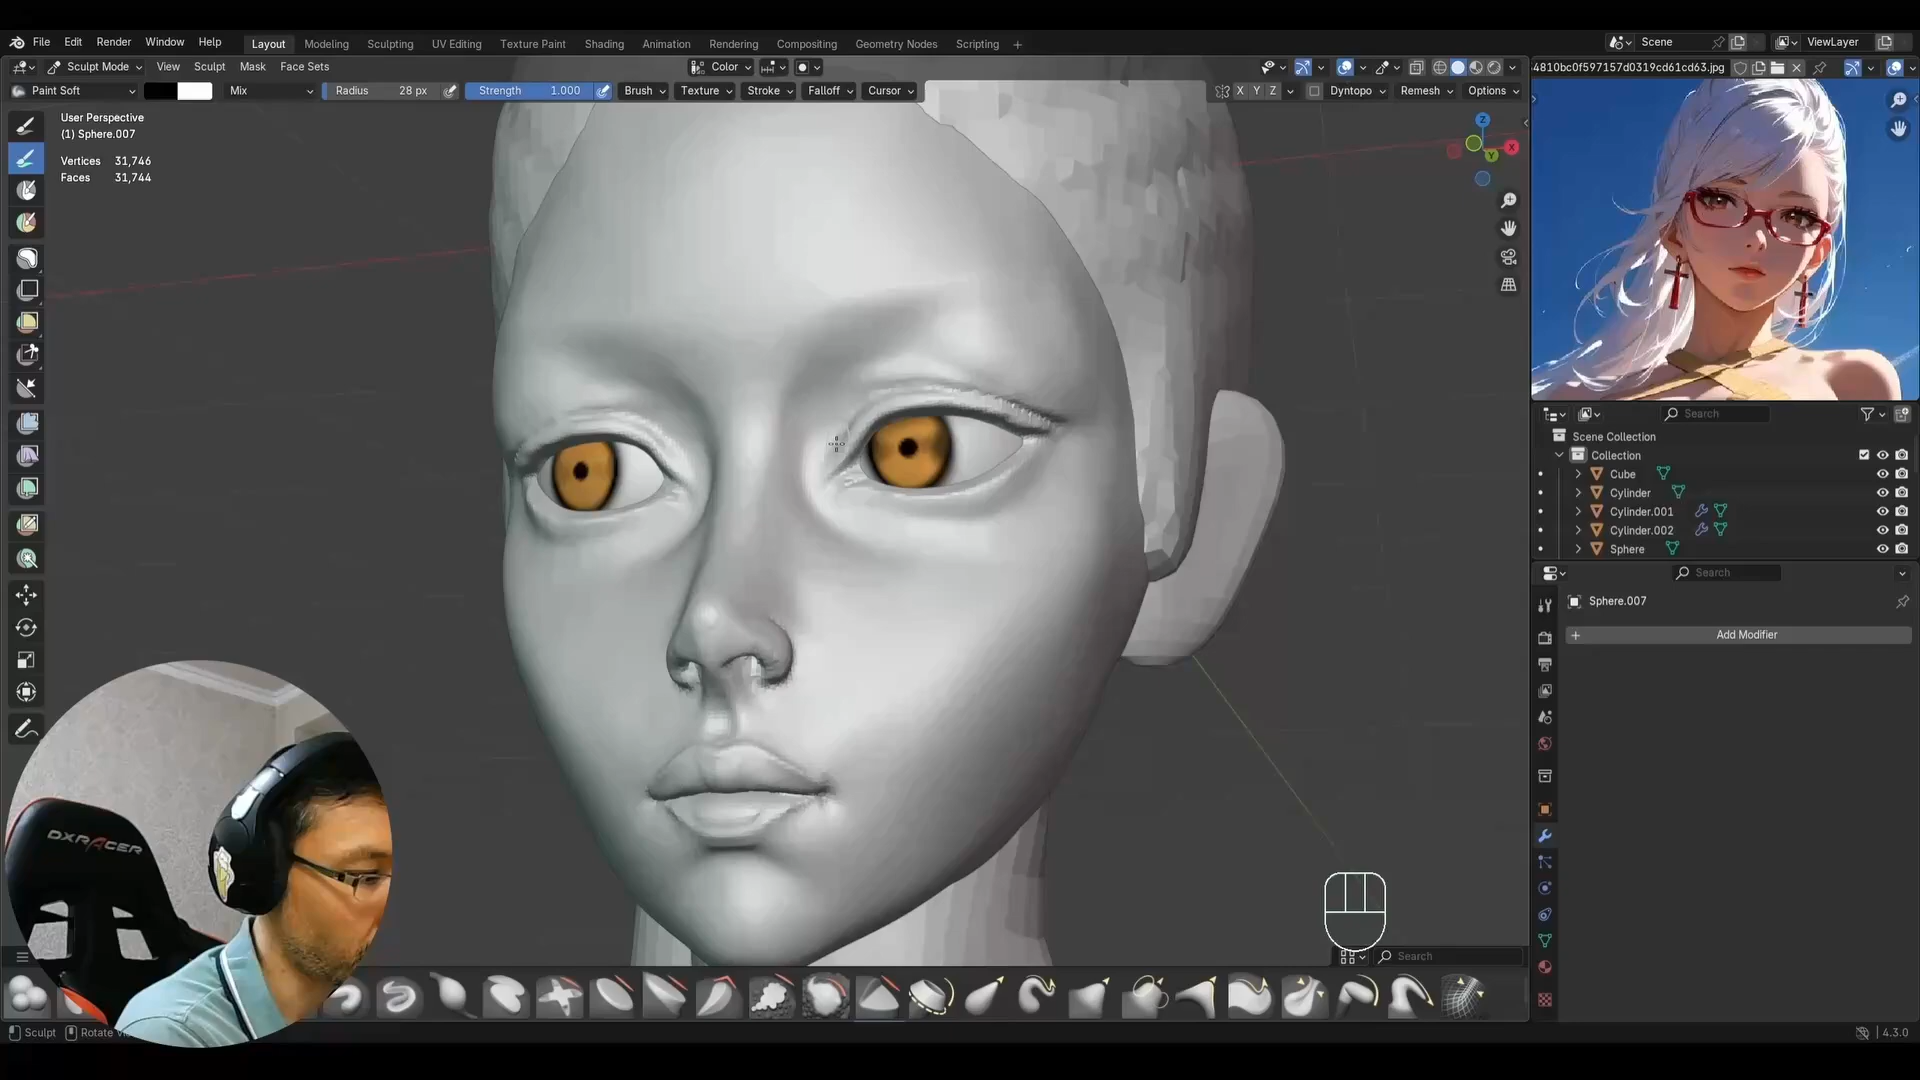 File Edit Render Window Help Layout Modeling Sculpting UV Editing Texture Paint Shading Animation Rendering Compositing Geometry Nodes Scripting + Scene ViewLayer
Sculpt Mode View Sculpt Mask Face Sets Color
4810bc0f597157d0319cd61cd63.jpg
Paint Soft Mix Radius 28 px Strength 1.000 Brush Texture Stroke Falloff Cursor X Y Z Dyntopo Remesh Options
User Perspective
(1) Sphere.007
Vertices 31,746
Faces 31,744
Z
X
Y
Search
Scene Collection
Collection
Cube
Cylinder
Cylinder.001
Cylinder.002
Sphere
Search
Sphere.007
+ Add Modifier
DXRACER
Search
Sculpt Rotate
4.3.0